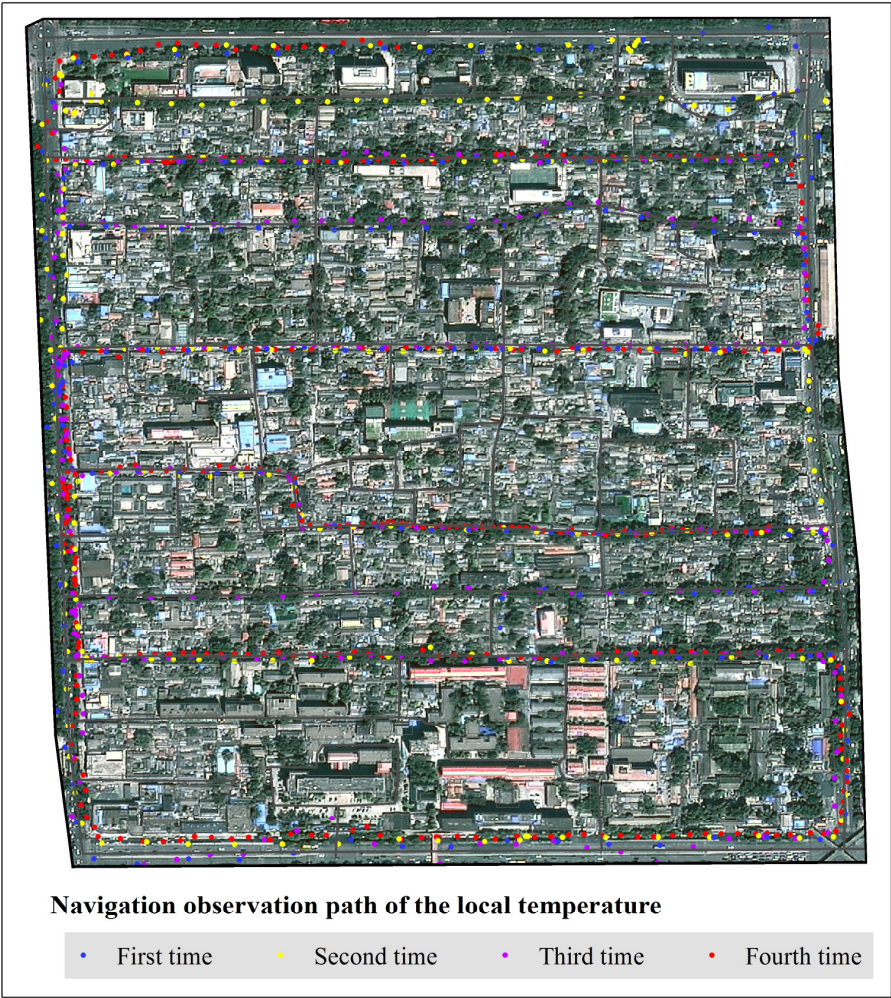 Navigation observation path of the local temperature
First time Second time Third time Fourth time